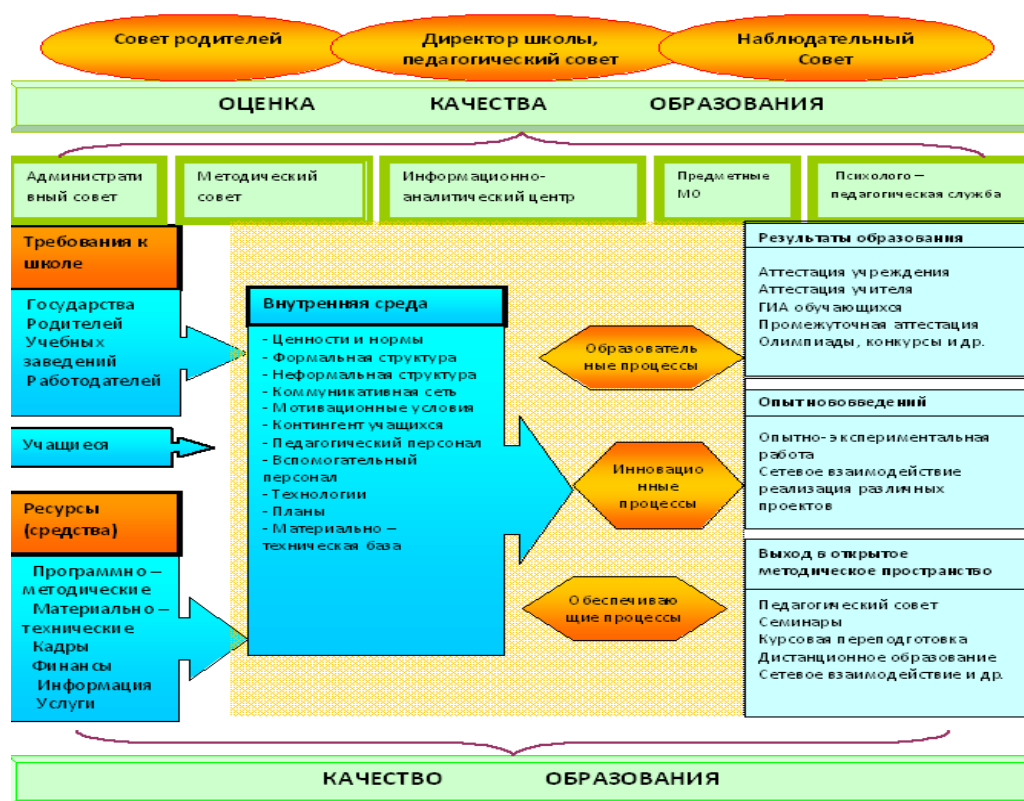 Совет родителей
Директор школы,
педагогический совет
Наблюдательный
Совет
ОЦЕНКА КАЧЕСТВА ОБРАЗОВАНИЯ
Администрати
вный совет
Методический
совет
Информационно-
аналитический центр
Предметные
МО
Психолого –
педагогическая служба
Требования к
школе
Государства
Родителей
Учебных
заведений
Работодателей
Учащиеся
Ресурсы
(средства)
Программно –
методические
Материально –
технические
Кадры
Финансы
Информация
Услуги
Внутренняя среда
- Ценности и нормы
- Формальная структура
- Неформальная структура
- Коммуникативная сеть
- Мотивационные условия
- Контингент учащихся
- Педагогический персонал
- Вспомогательный
персонал
- Технологии
- Планы
- Материально –
техническая база
Образователь
ные процессы
Инновацио
нные
процессы
Обеспечиваю
щие процессы
Результаты образования
Аттестация учреждения
Аттестация учителя
ГИА обучающихся
Промежуточная аттестация
Олимпиады, конкурсы и др.
Опыт нововведений
Опытно- экспериментальная
работа
Сетевое взаимодействие
реализация различных
проектов
Выход в открытое
методическое пространство
Педагогический совет
Семинары
Курсовая переподготовка
Дистанционное образование
Сетевое взаимодействие и др.
КАЧЕСТВО ОБРАЗОВАНИЯ